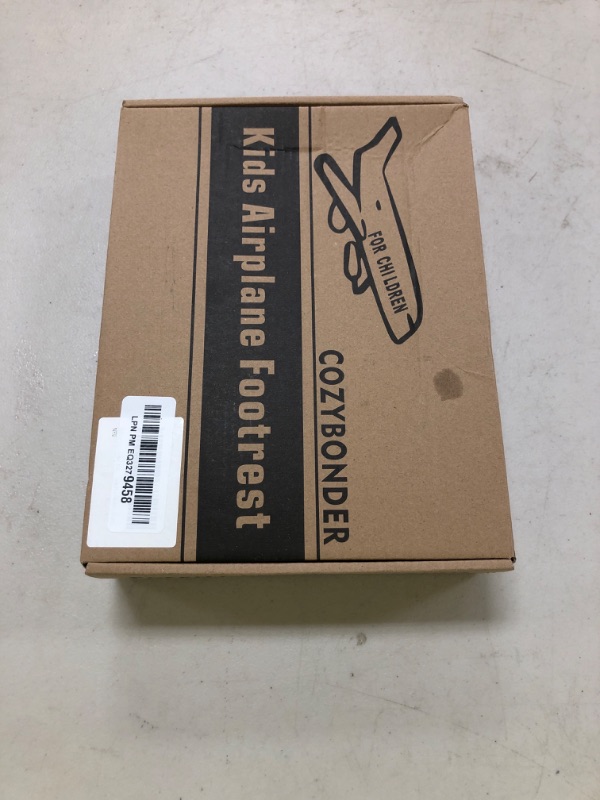 FOR CHILDREN
COZYBONDER
Kids Airplane Footrest
LPN PM EQ3279458